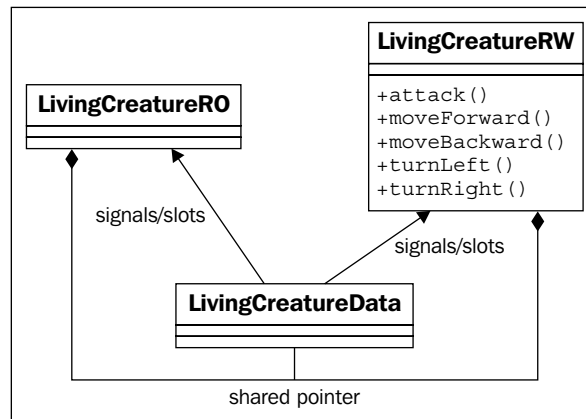 LivingCreatureRW
+attack()
+moveForward()
+moveBackward()
+turnLeft()
+turnRight()
LivingCreatureRO
signals/slots
signals/slots
LivingCreatureData
shared pointer